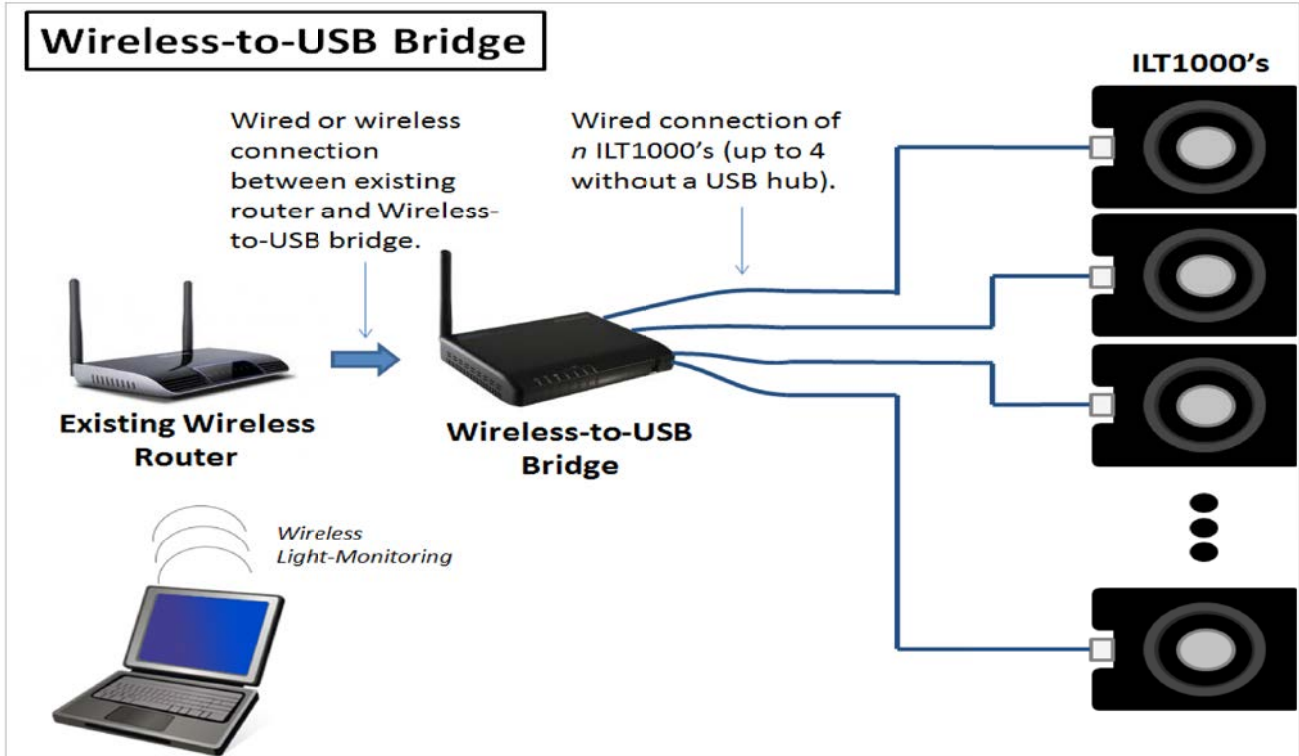 Wireless-to-USB Bridge
ILT1000's
Wired or wireless
connection
between existing
router and Wireless-
to-USB bridge.
Wired connection of
n ILT1000's (up to 4
without a USB hub).
Existing Wireless
Router
Wireless-to-USB
Bridge
Wireless
Light-Monitoring